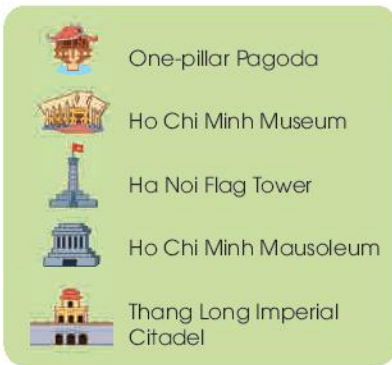 One-pillar Pagoda
Ho Chi Minh Museum
Ha Noi Flag Tower
Ho Chi Minh Mausoleum
Thang Long Imperial
Citadel